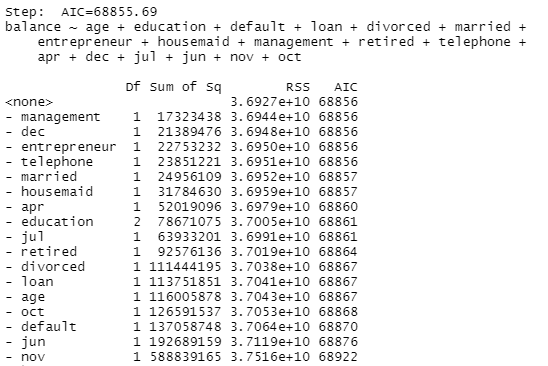 Step:  AIC=68855.69
balance ~ age + education + default + loan + divorced + married +
    entrepreneur + housemaid + management + retired + telephone +
    apr + dec + jul + jun + nov + oct

               Df Sum of Sq        RSS   AIC
<none>                      3.6927e+10 68856
- management    1  17323438 3.6944e+10 68856
- dec           1  21389476 3.6948e+10 68856
- entrepreneur  1  22753232 3.6950e+10 68856
- telephone     1  23851221 3.6951e+10 68856
- married       1  24956109 3.6952e+10 68857
- housemaid     1  31784630 3.6959e+10 68857
- apr           1  52019096 3.6979e+10 68860
- education     2  78671075 3.7005e+10 68861
- jul           1  63933201 3.6991e+10 68861
- retired       1  92576136 3.7019e+10 68864
- divorced      1 111444195 3.7038e+10 68867
- loan          1 113751851 3.7041e+10 68867
- age           1 116005878 3.7043e+10 68867
- oct           1 126591537 3.7053e+10 68868
- default       1 137058748 3.7064e+10 68870
- jun           1 192689159 3.7119e+10 68876
- nov           1 588839165 3.7516e+10 68922